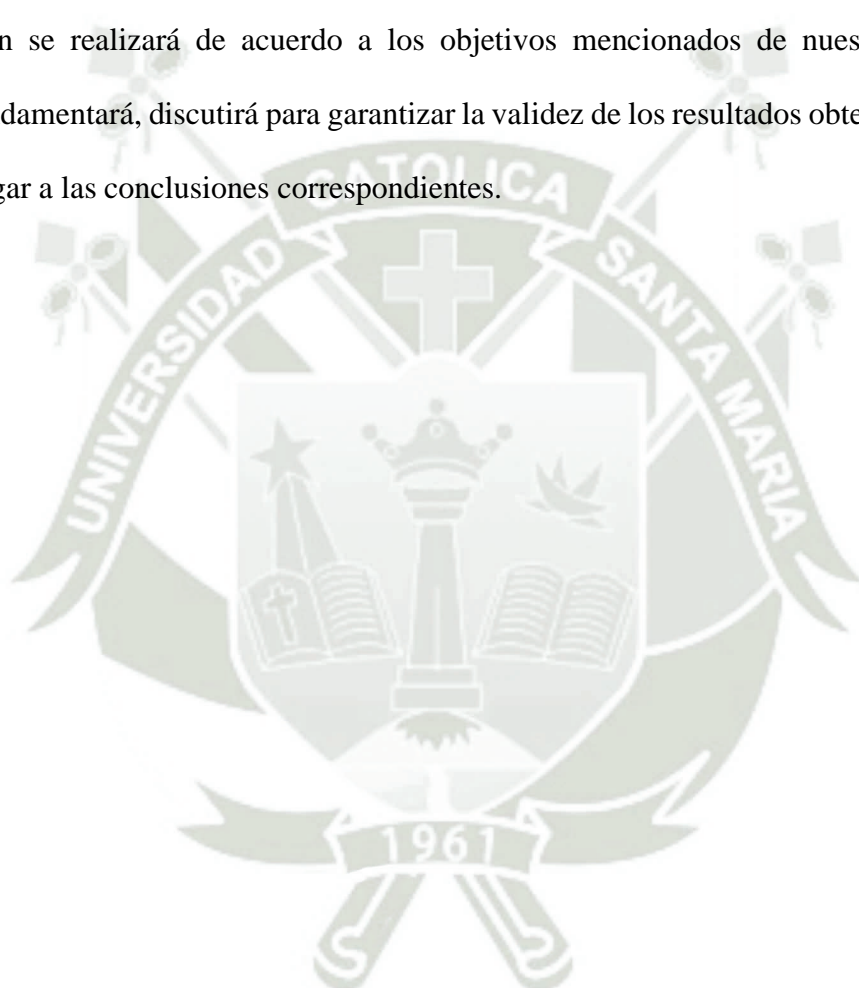 n se realizará de acuerdo a los objetivos mencionados de nues
damentará, discutirá para garantizar la validez de los resultados obte
gar a las conclusiones correspondientes.
UNIVERSIDAD CATOLICA SANTA MARIA
1961